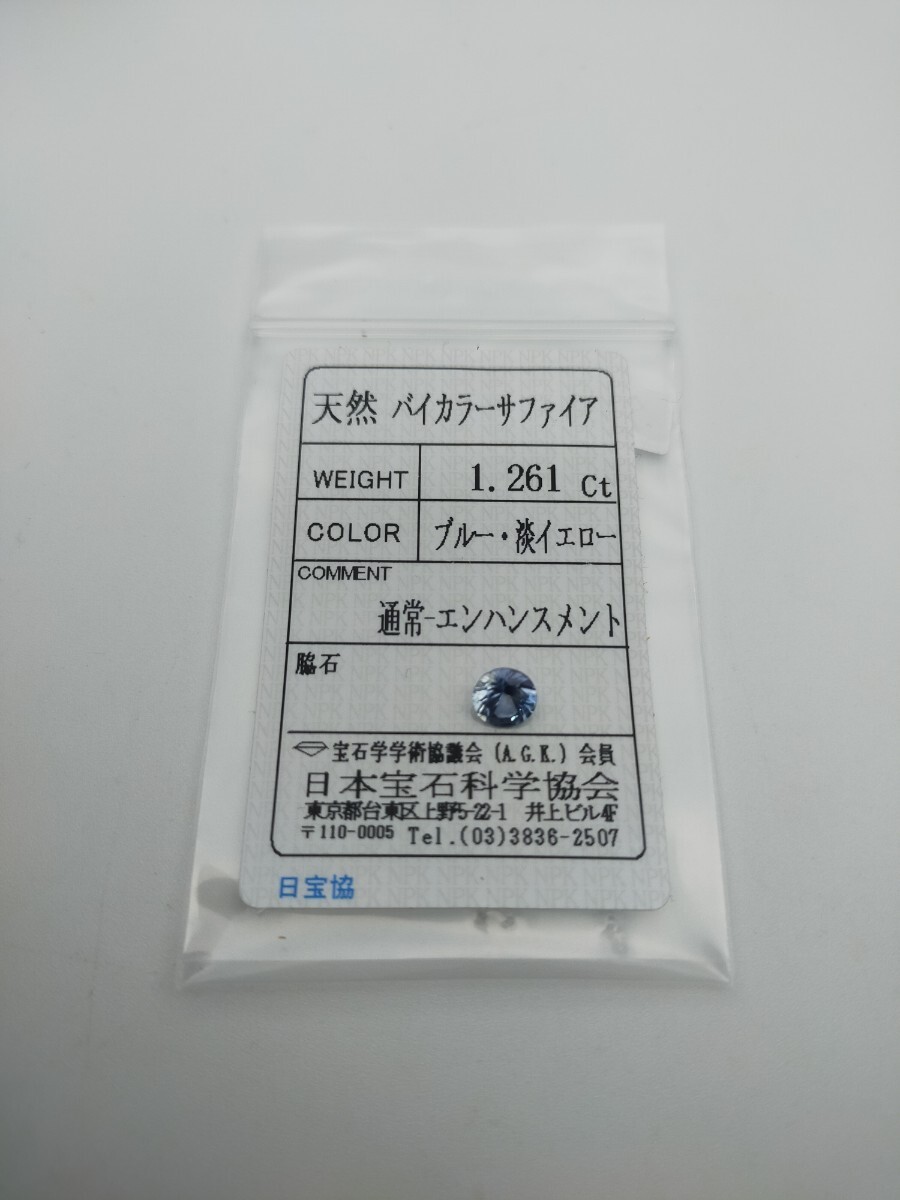 天然 バイカラーサファイア
WEIGHT 1.261 Ct
COLOR ブルー・淡イエロー
COMMENT
通常-エンハンスメント
脇石
宝石学学術協議会 (A.G.K.) 会員
日本宝石科学協会
東京都台東区上野5-22-1 井上ビル4F
〒110-0005 Tel.(03)3836-2507
日宝協